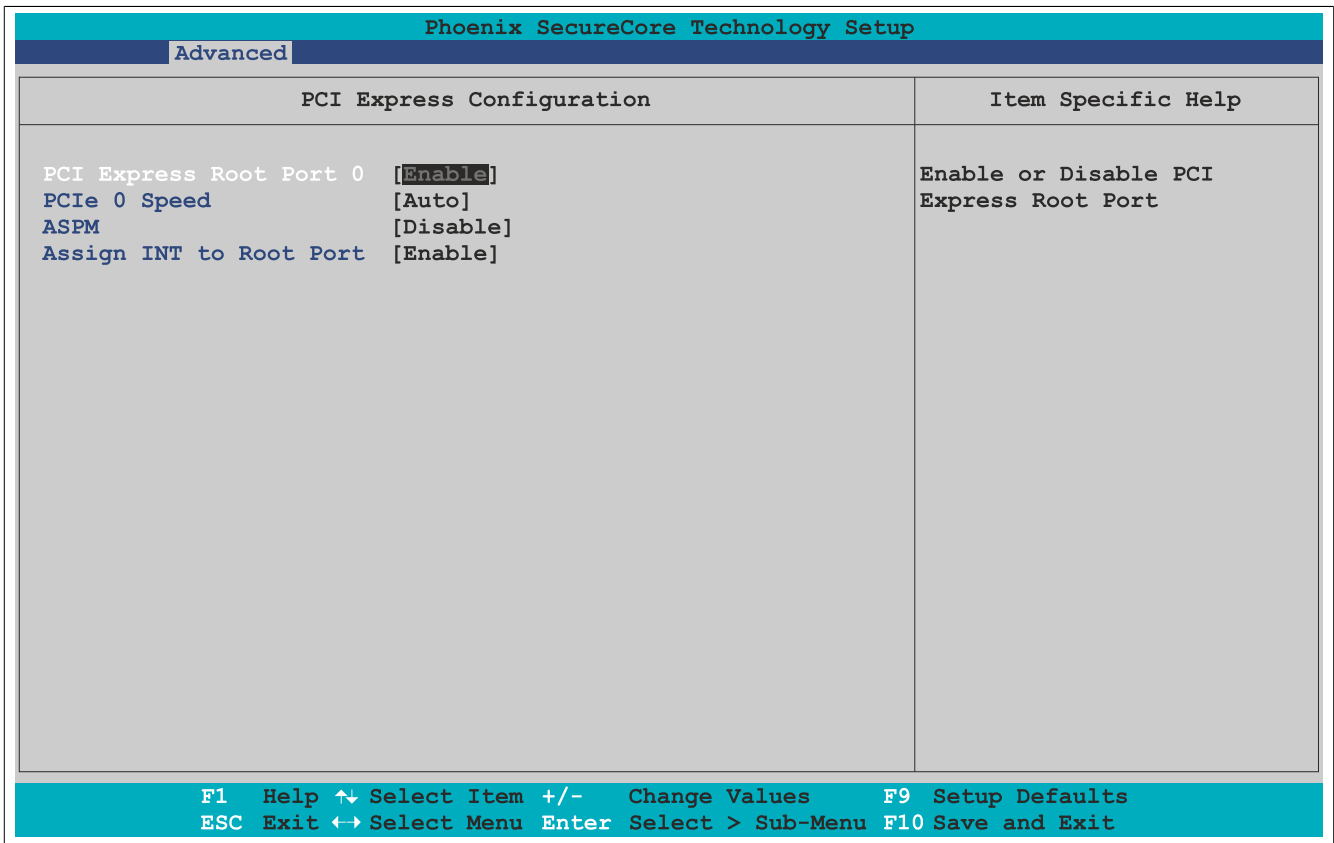 Phoenix SecureCore Technology Setup
Advanced
PCI Express Configuration
Item Specific Help
PCI Express Root Port 0 [Enable]
PCIe 0 Speed [Auto]
ASPM [Disable]
Assign INT to Root Port [Enable]
Enable or Disable PCI
Express Root Port
F1 Help ↑↓ Select Item +/- Change Values F9 Setup Defaults
ESC Exit ←→ Select Menu Enter Select > Sub-Menu F10 Save and Exit